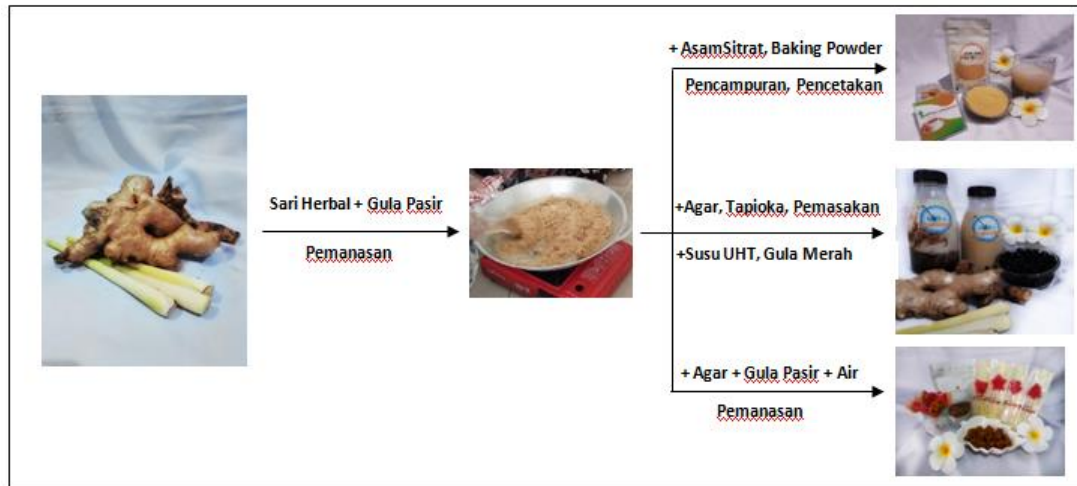 Sari Herbal + Gula Pasir
Pemanasan
+ AsamSitrat, Baking Powder
Pencampuran, Pencetakan
+Agar, Tapioka, Pemasakan
+Susu UHT, Gula Merah
+ Agar + Gula Pasir + Air
Pemanasan